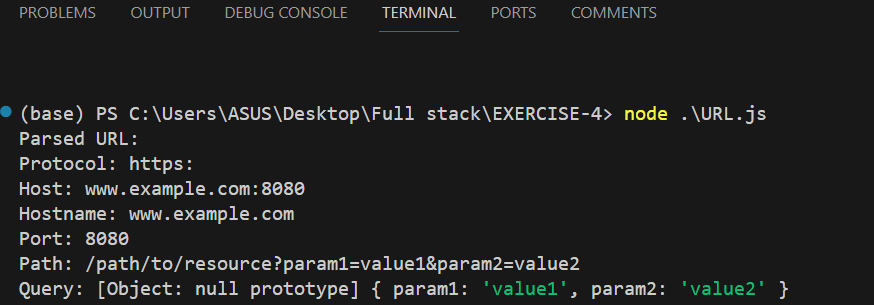 PROBLEMS OUTPUT DEBUG CONSOLE TERMINAL PORTS COMMENTS
(base) PS C:\Users\ASUS\Desktop\Full stack\EXERCISE-4> node .\URL.js
Parsed URL:
Protocol: https:
Host: www.example.com:8080
Hostname: www.example.com
Port: 8080
Path: /path/to/resource?param1=value1&param2=value2
Query: [Object: null prototype] { param1: 'value1', param2: 'value2' }